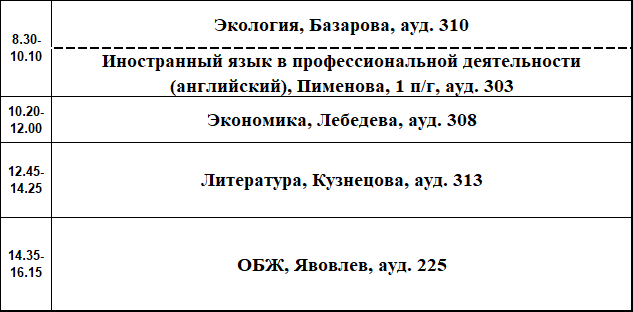 8.30-
10.10
Экология, Базарова, ауд. 310
Иностранный язык в профессиональной деятельности
(английский), Пименова, 1 п/г, ауд. 303
10.20-
12.00
Экономика, Лебедева, ауд. 308
12.45-
14.25
Литература, Кузнецова, ауд. 313
14.35-
16.15
ОБЖ, Явовлев, ауд. 225